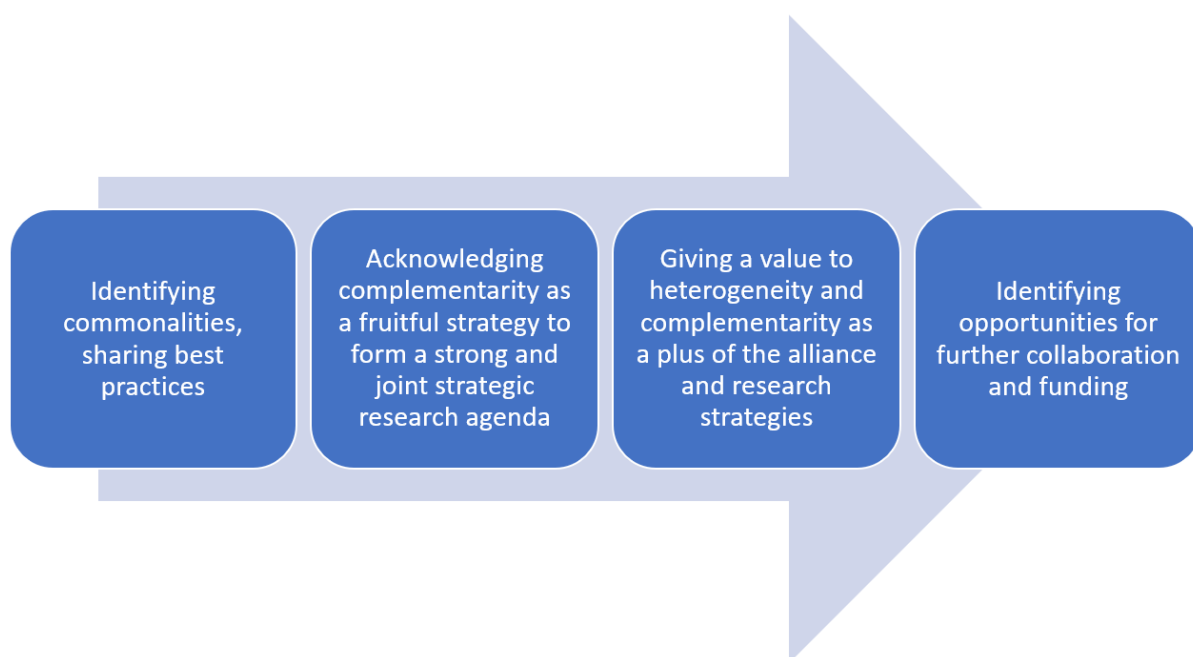 Identifying
commonalities,
sharing best
practices
Acknowledging
complementarity as
a fruitful strategy to
form a strong and
joint strategic
research agenda
Giving a value to
heterogeneity and
complementarity as
a plus of the alliance
and research
strategies
Identifying
opportunities for
further collaboration
and funding